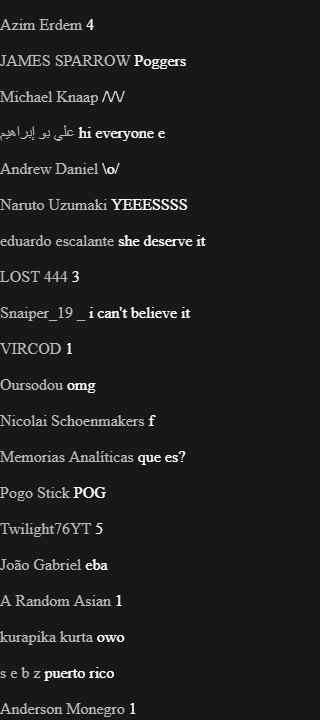 Azim Erdem 4
JAMES SPARROW Poggers
Michael Knaap /\/\/
علي بو إبراهيم hi everyone e
Andrew Daniel \o/
Naruto Uzumaki YEEESSSS
eduardo escalante she deserve it
LOST 444 3
Snaiper_19 _ i can't believe it
VIRCOD 1
Oursodou omg
Nicolai Schoenmakers f
Memorias Analíticas que es?
Pogo Stick POG
Twilight76YT 5
João Gabriel eba
A Random Asian 1
kurapika kurta owo
s e b z puerto rico
Anderson Monegro 1